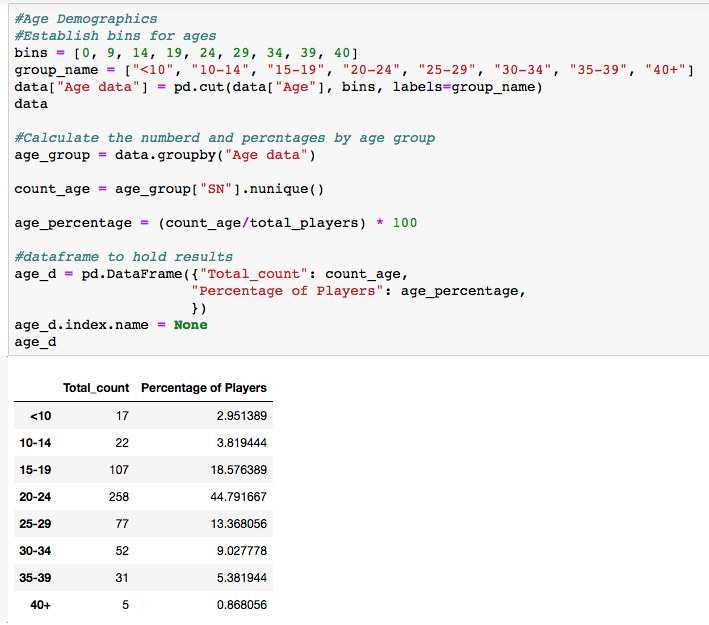 #Age Demographics
#Establish bins for ages
bins = [0, 9, 14, 19, 24, 29, 34, 39, 40]
group_name = ["<10", "10-14", "15-19", "20-24", "25-29", "30-34", "35-39", "40+"]
data["Age data"] = pd.cut(data["Age"], bins, labels=group_name)
data
#Calculate the numberd and percntages by age group
age_group = data.groupby("Age data")
count_age = age_group["SN"].nunique()
age_percentage = (count_age/total_players) * 100
#dataframe to hold results
age_d = pd.DataFrame({"Total_count": count_age,
"Percentage of Players": age_percentage,
})
age_d.index.name = None
age_d
Total_count Percentage of Players
<10 17 2.951389
10-14 22 3.819444
15-19 107 18.576389
20-24 258 44.791667
25-29 77 13.368056
30-34 52 9.027778
35-39 31 5.381944
40+ 5 0.868056